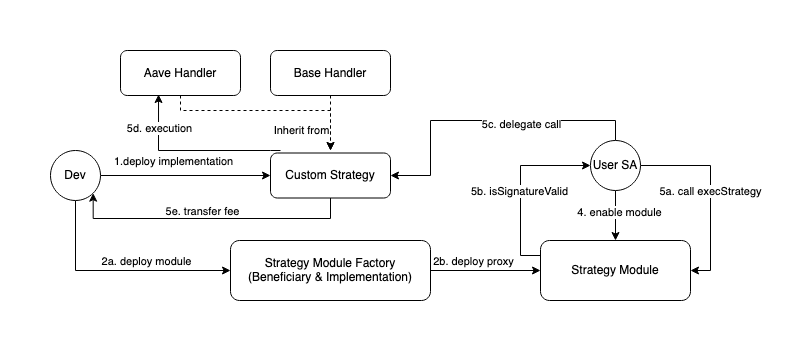 Aave Handler
Base Handler
5d. execution
Inherit from
5c. delegate call
1.deploy implementation
Dev
Custom Strategy
User SA
5b. isSignatureValid
5a. call execStrategy
5e. transfer fee
4. enable module
2a. deploy module
Strategy Module Factory
(Beneficiary & Implementation)
2b. deploy proxy
Strategy Module